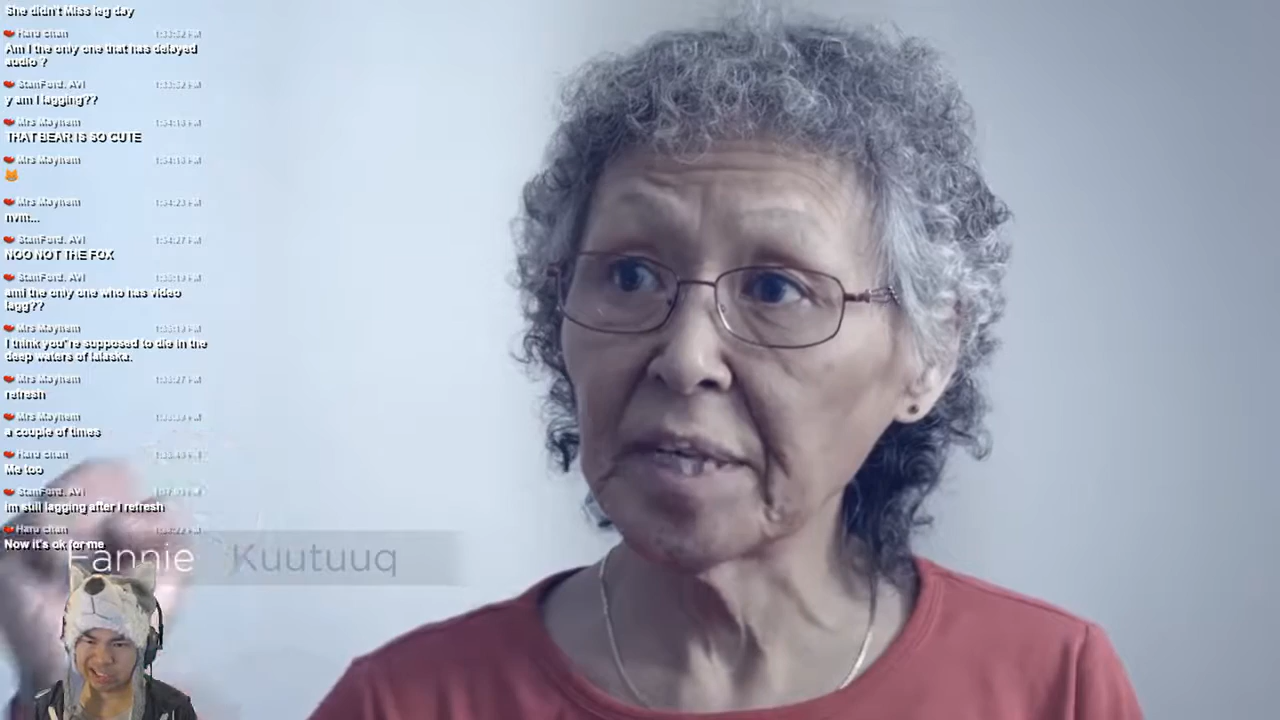 She didn't Miss leg day
Haru chan
Am I the only one that has delayed
audio ?
StanFord. AVI
y am I lagging??
Mrs Mayhem
THAT BEAR IS SO CUTE
Mrs Mayhem
Mrs Mayhem
nvm...
StanFord. AVI
NOO NOT THE FOX
StanFord. AVI
ami the only one who has video
lagg??
Mrs Mayhem
I think you're supposed to die in the
deep waters of lalaska.
Mrs Mayhem
refresh
Mrs Mayhem
a couple of times
Haru chan
Me too
StanFord. AVI
Im still lagging after I refresh
Haru chan
Now it's ok for me
Fannie Kuutuuq